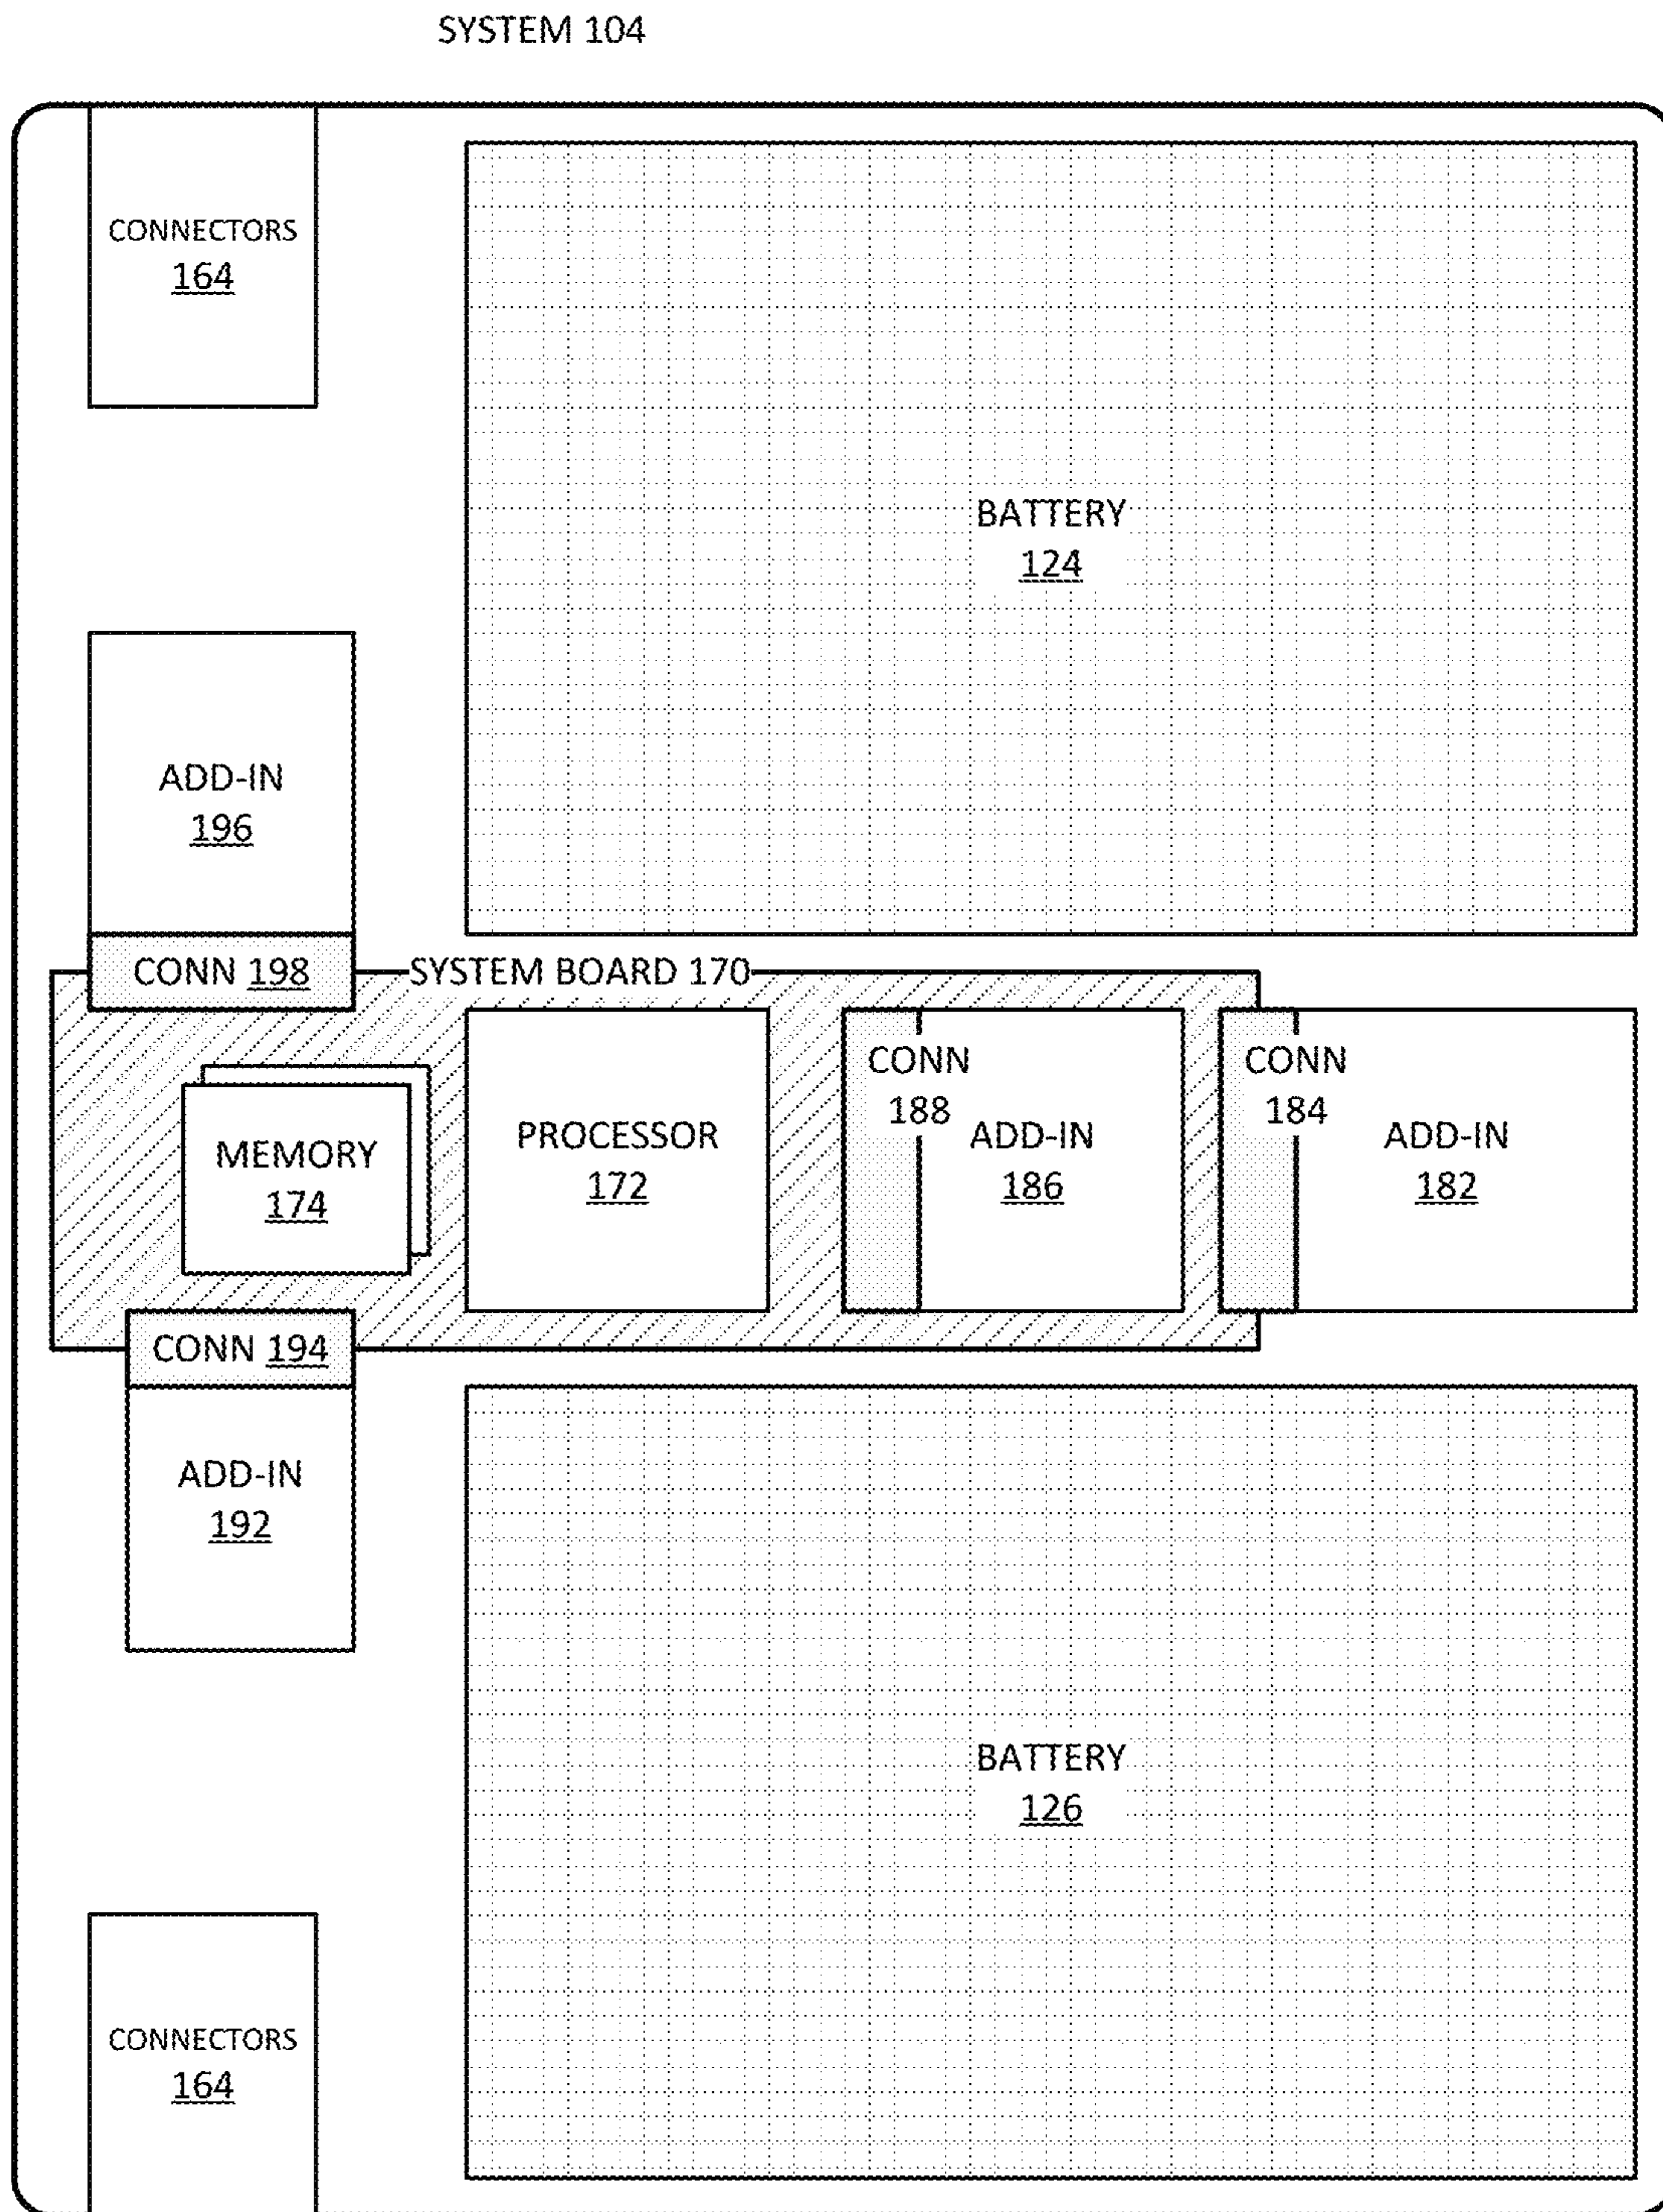 SYSTEM 104
CONNECTORS
164
BATTERY
124
ADD-IN
196
CONN 198
SYSTEM BOARD 170
MEMORY
174
PROCESSOR
172
CONN
188
ADD-IN
186
CONN
184
ADD-IN
182
CONN 194
ADD-IN
192
BATTERY
126
CONNECTORS
164